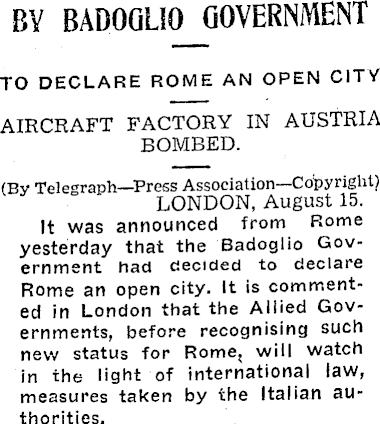 BY BADOGLIO GOVERNMENT
TO DECLARE ROME AN OPEN CITY
AIRCRAFT FACTORY IN AUSTRIA
BOMBED.
(By Telegraph—Press Association—Copyright)
LONDON, August 15.
It was announced from Rome
yesterday that the Badoglio Gov-
ernment had decided to declare
Rome an open city. It is comment-
ed in London that the Allied Gov-
ernments, before recognising such
new status for Rome, will watch
in the light of international law,
measures taken by the Italian au-
thorities.